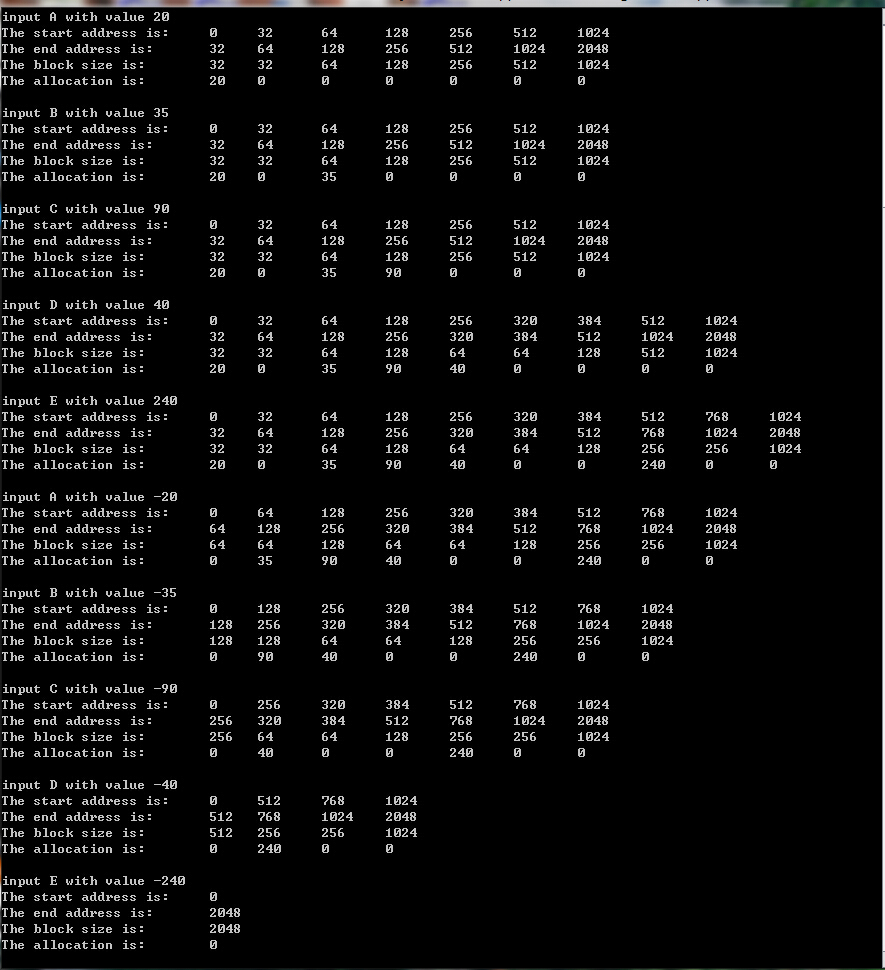 input A with value 20
The start address is: 0 32 64 128 256 512 1024
The end address is: 32 64 128 256 512 1024 2048
The block size is: 32 32 64 128 256 512 1024
The allocation is: 20 0 0 0 0 0 0
input B with value 35
The start address is: 0 32 64 128 256 512 1024
The end address is: 32 64 128 256 512 1024 2048
The block size is: 32 32 64 128 256 512 1024
The allocation is: 20 0 35 0 0 0 0
input C with value 90
The start address is: 0 32 64 128 256 512 1024
The end address is: 32 64 128 256 512 1024 2048
The block size is: 32 32 64 128 256 512 1024
The allocation is: 20 0 35 90 0 0 0
input D with value 40
The start address is: 0 32 64 128 256 320 384 512 1024
The end address is: 32 64 128 256 320 384 512 1024 2048
The block size is: 32 32 64 128 64 64 128 512 1024
The allocation is: 20 0 35 90 40 0 0 0 0
input E with value 240
The start address is: 0 32 64 128 256 320 384 512 768 1024
The end address is: 32 64 128 256 320 384 512 768 1024 2048
The block size is: 32 32 64 128 64 64 128 256 256 1024
The allocation is: 20 0 35 90 40 0 0 240 0 0
input A with value -20
The start address is: 0 64 128 256 320 384 512 768 1024
The end address is: 64 128 256 320 384 512 768 1024 2048
The block size is: 64 64 128 64 64 128 256 256 1024
The allocation is: 0 35 90 40 0 0 240 0 0
input B with value -35
The start address is: 0 128 256 320 384 512 768 1024
The end address is: 128 256 320 384 512 768 1024 2048
The block size is: 128 128 64 64 128 256 256 1024
The allocation is: 0 90 40 0 0 240 0 0
input C with value -90
The start address is: 0 256 320 384 512 768 1024
The end address is: 256 320 384 512 768 1024 2048
The block size is: 256 64 64 128 256 256 1024
The allocation is: 0 40 0 0 240 0 0
input D with value -40
The start address is: 0 512 768 1024
The end address is: 512 768 1024 2048
The block size is: 512 256 256 1024
The allocation is: 0 240 0 0
input E with value -240
The start address is: 0
The end address is: 2048
The block size is: 2048
The allocation is: 0